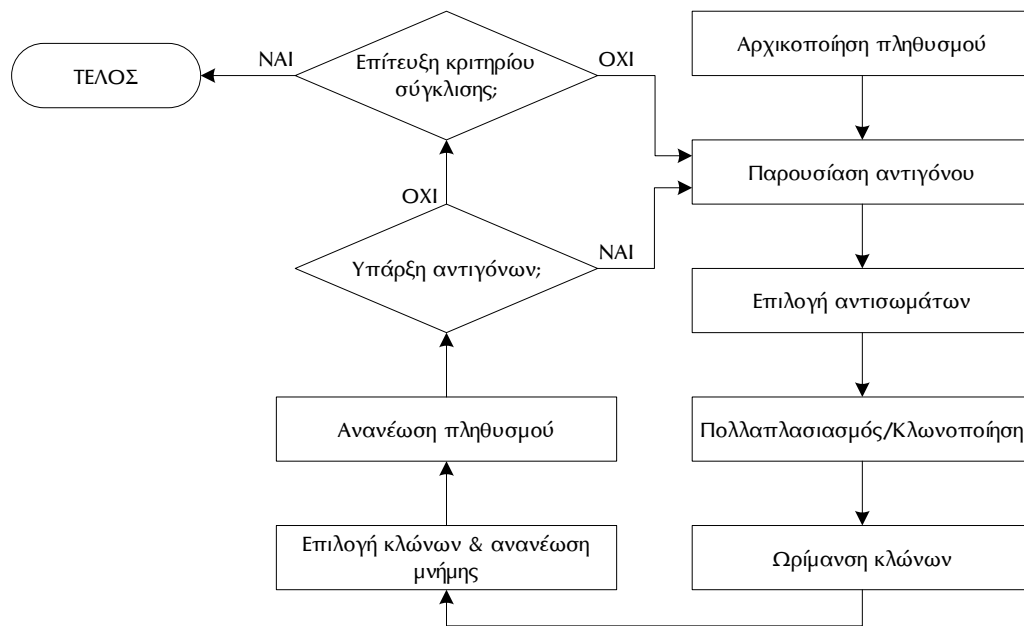 ΤΕΛΟΣ
ΝΑΙ
Επίτευξη κριτηρίου
σύγκλισης;
ΟΧΙ
Αρχικοποίηση πληθυσμού
Παρουσίαση αντιγόνου
ΟΧΙ
Υπάρξη αντιγόνων;
ΝΑΙ
Επιλογή αντισωμάτων
Ανανέωση πληθυσμού
Πολλαπλασιασμός/Κλωνοποίηση
Επιλογή κλώνων & ανανέωση
μνήμης
Ωρίμανση κλώνων